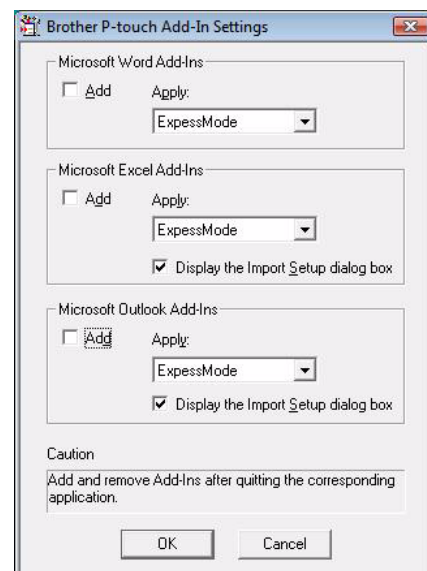 Brother P-touch Add-In Settings
Microsoft Word Add-Ins
Add Apply:
ExpessMode
Microsoft Excel Add-Ins
Add Apply:
ExpessMode
Display the Import Setup dialog box
Microsoft Outlook Add-Ins
Add Apply:
ExpessMode
Display the Import Setup dialog box
Caution
Add and remove Add-Ins after quitting the corresponding
application.
OK Cancel